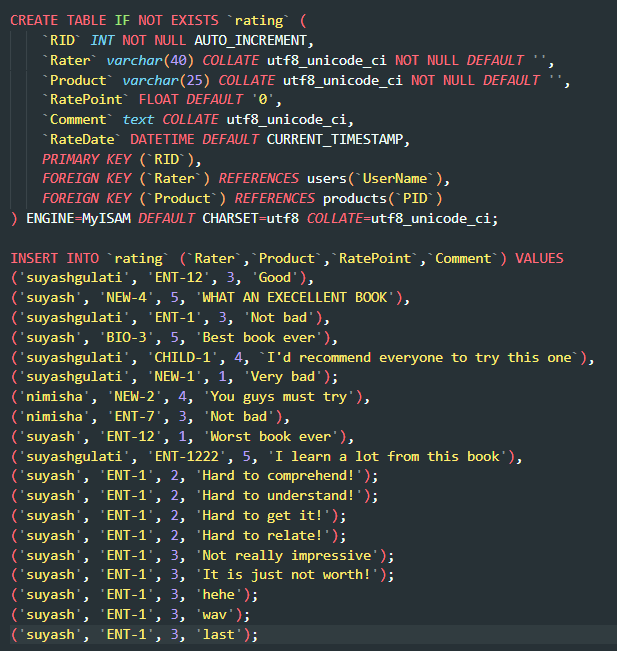 CREATE TABLE IF NOT EXISTS `rating` (
    `RID` INT NOT NULL AUTO_INCREMENT,
    `Rater` varchar(40) COLLATE utf8_unicode_ci NOT NULL DEFAULT '',
    `Product` varchar(25) COLLATE utf8_unicode_ci NOT NULL DEFAULT '',
    `RatePoint` FLOAT DEFAULT '0',
    `Comment` text COLLATE utf8_unicode_ci,
    `RateDate` DATETIME DEFAULT CURRENT_TIMESTAMP,
    PRIMARY KEY (`RID`),
    FOREIGN KEY (`Rater`) REFERENCES users(`UserName`),
    FOREIGN KEY (`Product`) REFERENCES products(`PID`)
) ENGINE=MyISAM DEFAULT CHARSET=utf8 COLLATE=utf8_unicode_ci;

INSERT INTO `rating` (`Rater`,`Product`,`RatePoint`,`Comment`) VALUES
('suyashgulati', 'ENT-12', 3, 'Good'),
('suyash', 'NEW-4', 5, 'WHAT AN EXECELLENT BOOK'),
('suyashgulati', 'ENT-1', 3, 'Not bad'),
('suyash', 'BIO-3', 5, 'Best book ever'),
('suyashgulati', 'CHILD-1', 4, `I'd recommend everyone to try this one`),
('suyashgulati', 'NEW-1', 1, 'Very bad');
('nimisha', 'NEW-2', 4, 'You guys must try'),
('nimisha', 'ENT-7', 3, 'Not bad'),
('suyash', 'ENT-12', 1, 'Worst book ever'),
('suyashgulati', 'ENT-1222', 5, 'I learn a lot from this book'),
('suyash', 'ENT-1', 2, 'Hard to comprehend!');
('suyash', 'ENT-1', 2, 'Hard to understand!');
('suyash', 'ENT-1', 2, 'Hard to get it!');
('suyash', 'ENT-1', 2, 'Hard to relate!');
('suyash', 'ENT-1', 3, 'Not really impressive');
('suyash', 'ENT-1', 3, 'It is just not worth!');
('suyash', 'ENT-1', 3, 'hehe');
('suyash', 'ENT-1', 3, 'wav');
('suyash', 'ENT-1', 3, 'last');